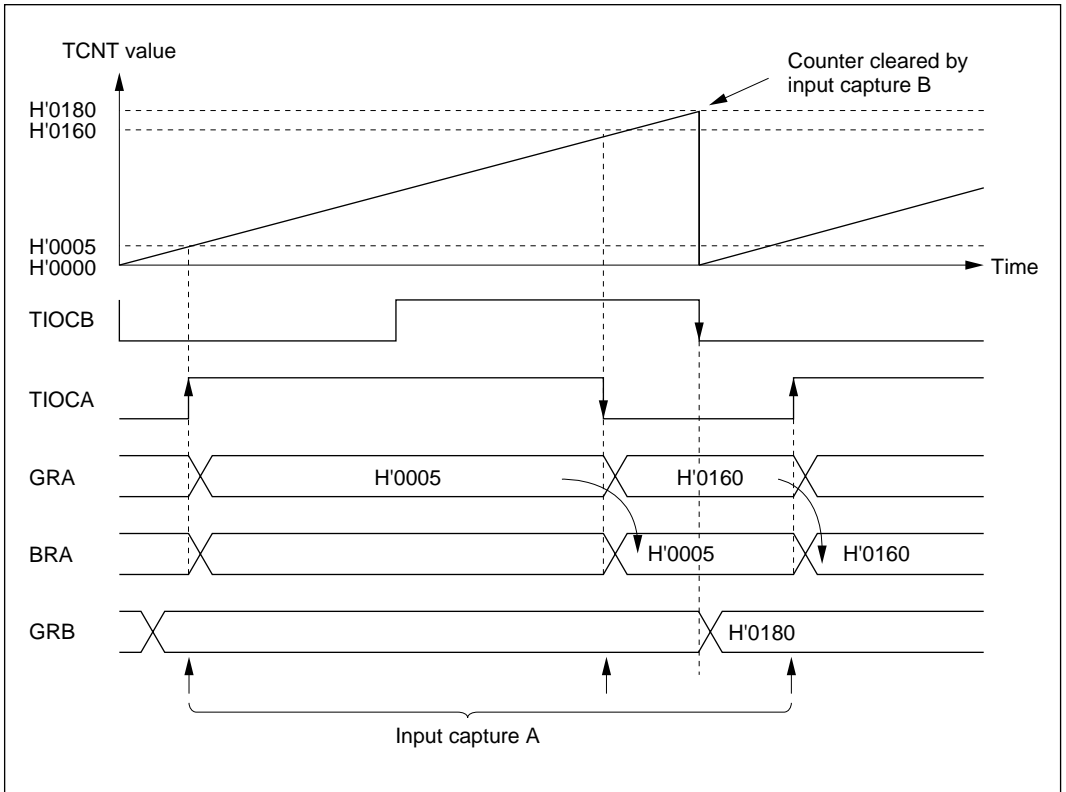 TCNT value
Counter cleared by
input capture B
H'0180
H'0160
H'0005
H'0000
Time
TIOCB
TIOCA
GRA
H'0005
H'0160
BRA
H'0005
H'0160
GRB
H'0180
Input capture A